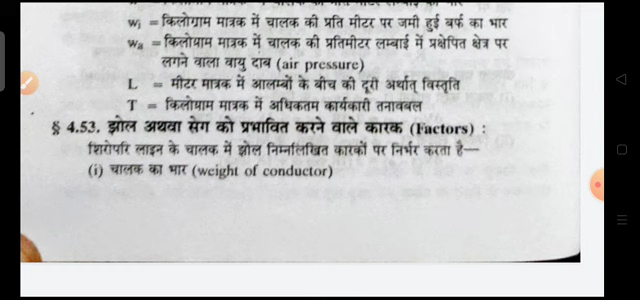 wᵢ = किलोग्राम मात्रक में चालक की प्रति मीटर पर जमी हुई बर्फ का भार
wₐ = किलोग्राम मात्रक में चालक की प्रतिमीटर लम्बाई में प्रक्षेपित क्षेत्र पर
लगने वाला वायु दाब (air pressure)
L = मीटर मात्रक में आलम्बों के बीच की दूरी अर्थात् विस्तृति
T = किलोग्राम मात्रक में अधिकतम कार्यकारी तनावबल
§ 4.53. झोल अथवा सेग को प्रभावित करने वाले कारक (Factors) :
शिरोपरि लाइन के चालक में झोल निम्नलिखित कारकों पर निर्भर करता है—
(i) चालक का भार (weight of conductor)